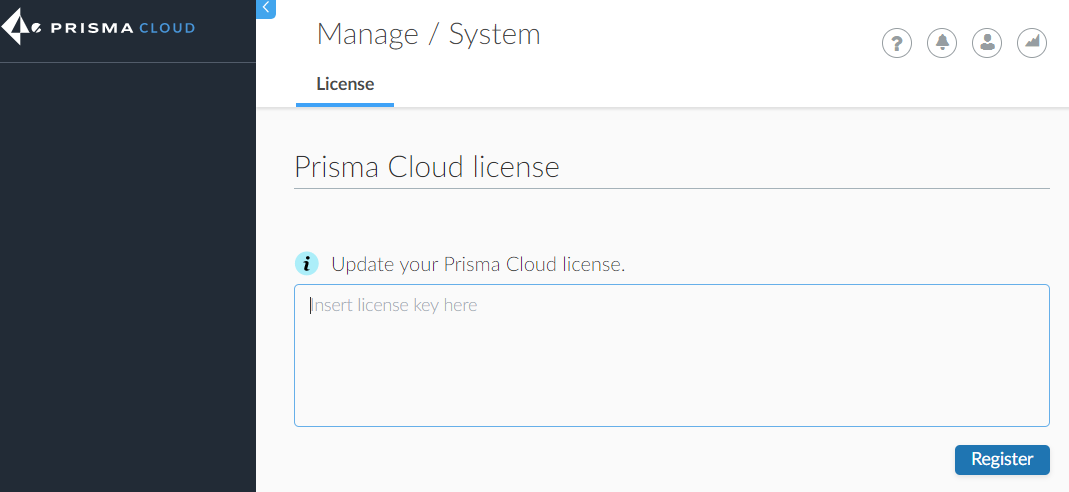 PRISMA CLOUD
Manage / System
License
Prisma Cloud license
Update your Prisma Cloud license.
Insert license key here
Register